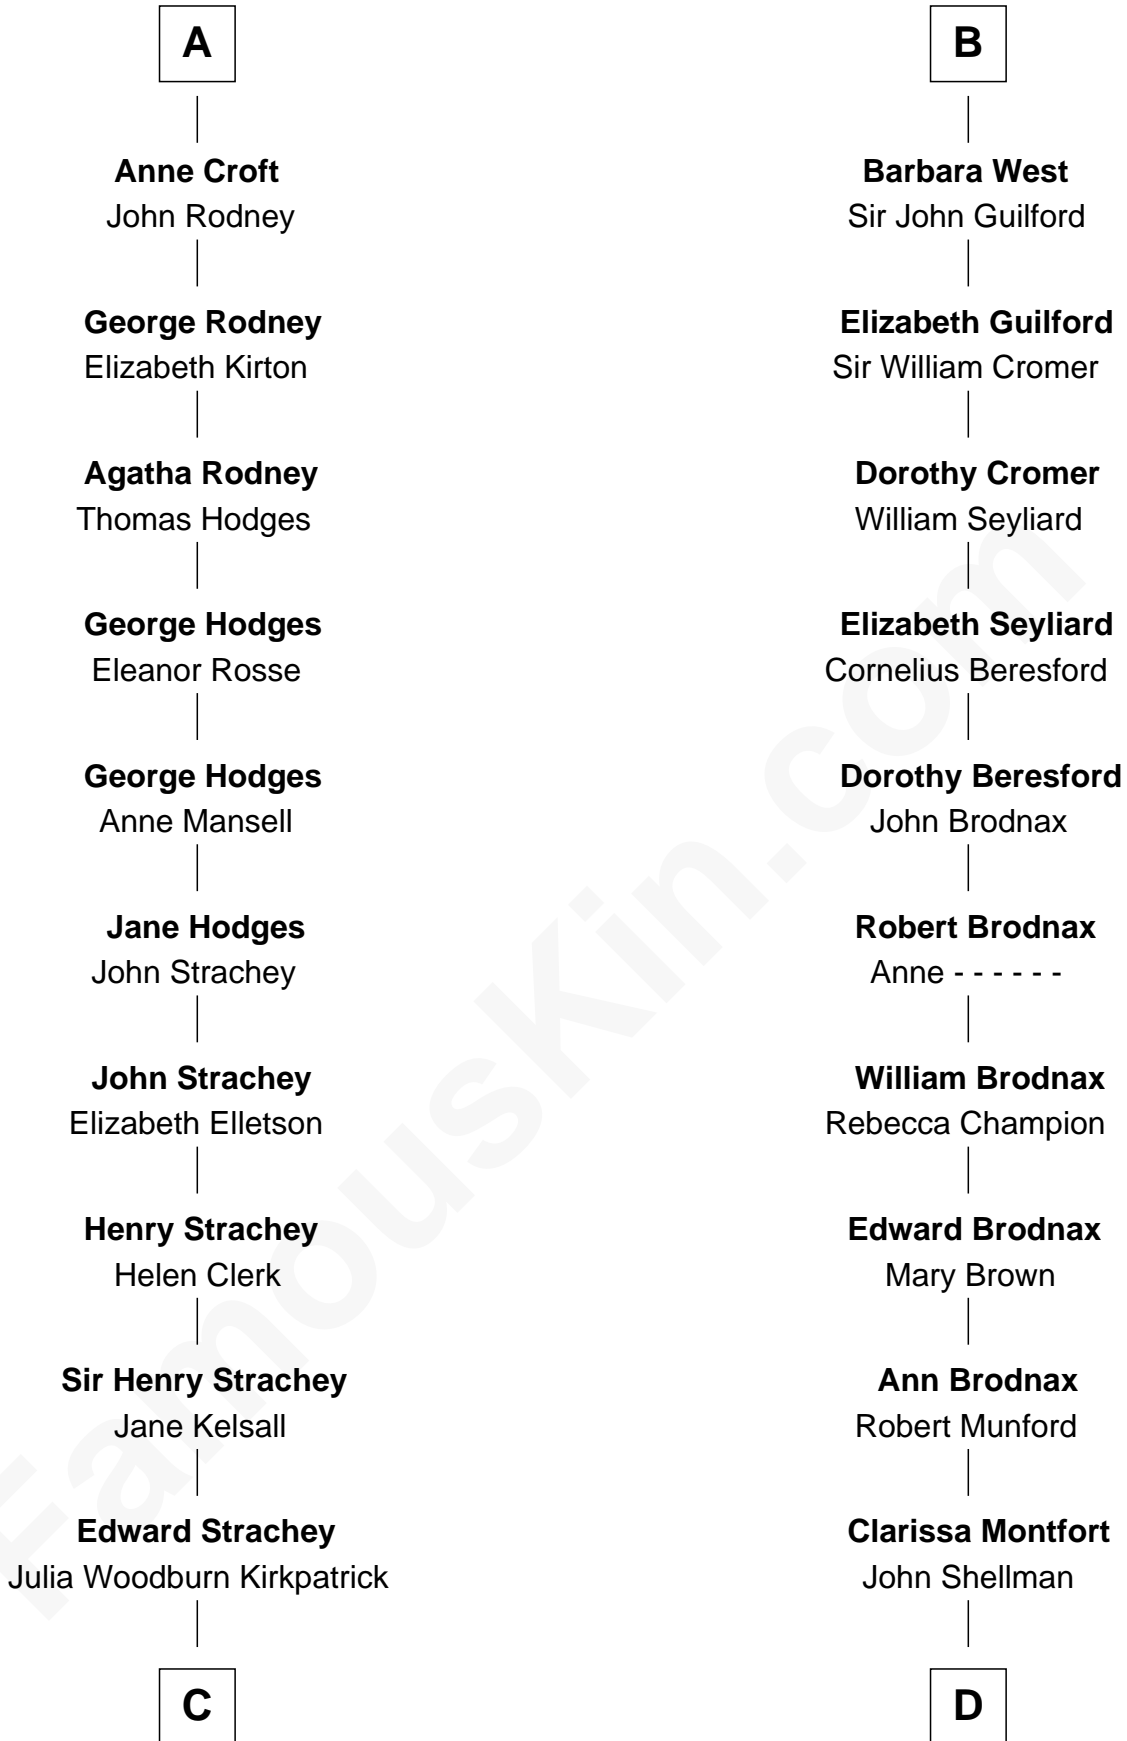 A
Anne Croft
John Rodney
George Rodney
Elizabeth Kirton
Agatha Rodney
Thomas Hodges
George Hodges
Eleanor Rosse
George Hodges
Anne Mansell
Jane Hodges
John Strachey
John Strachey
Elizabeth Elletson
Henry Strachey
Helen Clerk
Sir Henry Strachey
Jane Kelsall
Edward Strachey
Julia Woodburn Kirkpatrick
C
B
Barbara West
Sir John Guilford
Elizabeth Guilford
Sir William Cromer
Dorothy Cromer
William Seyliard
Elizabeth Seyliard
Cornelius Beresford
Dorothy Beresford
John Brodnax
Robert Brodnax
Anne - - - - - -
William Brodnax
Rebecca Champion
Edward Brodnax
Mary Brown
Ann Brodnax
Robert Munford
Clarissa Montfort
John Shellman
D
FamousKin.com